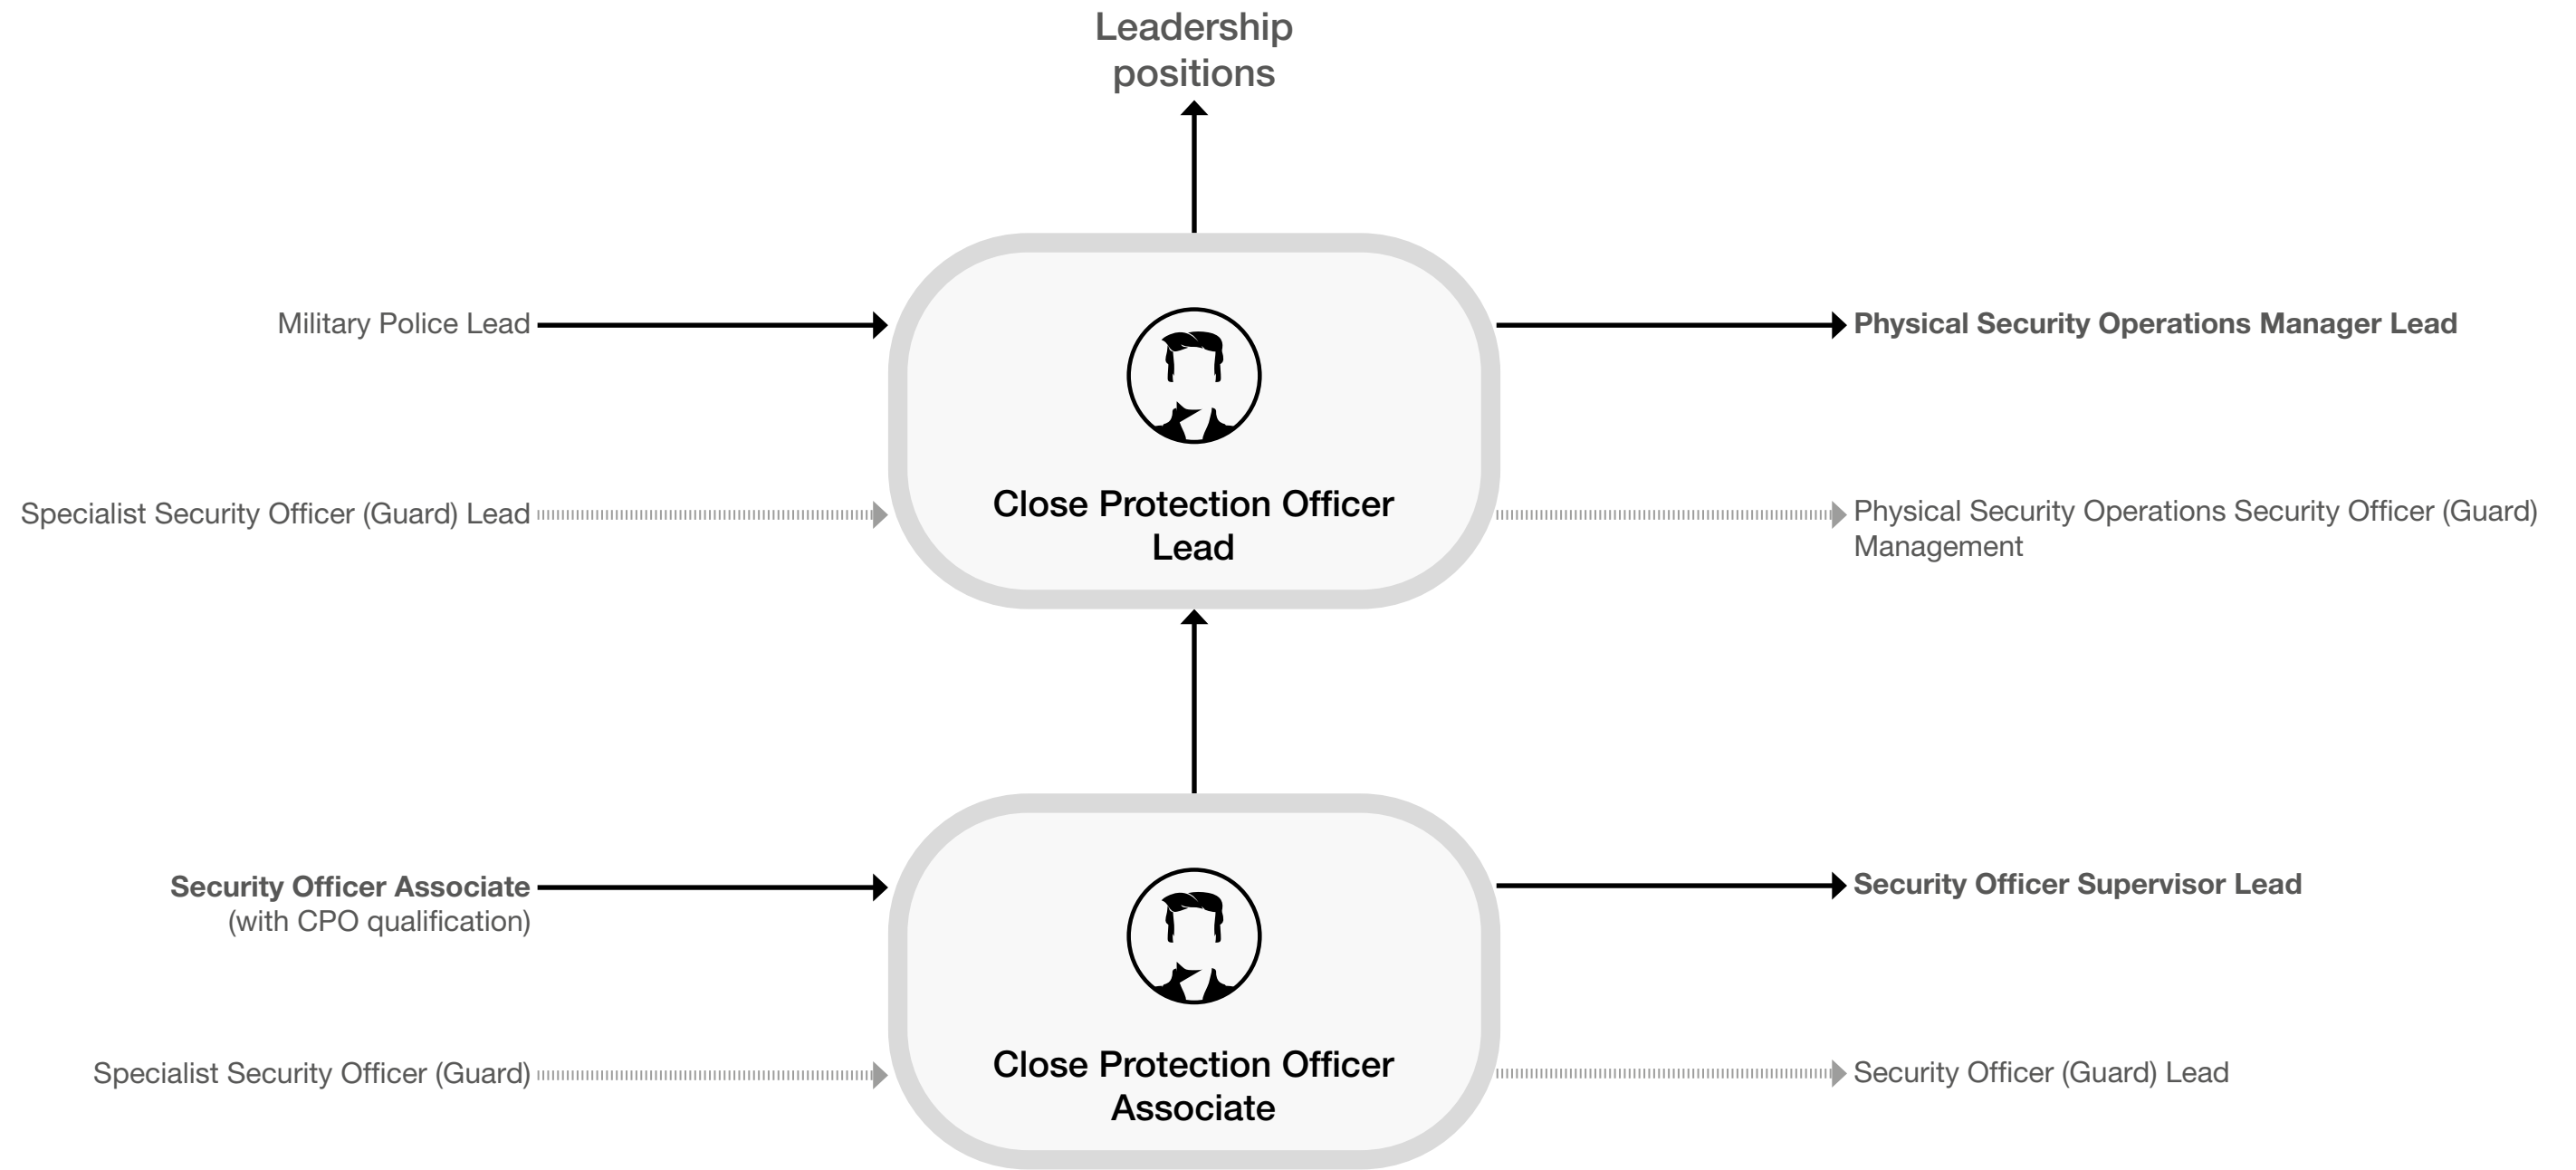 Leadership
positions
Military Police Lead
Physical Security Operations Manager Lead
Specialist Security Officer (Guard) Lead
Close Protection Officer
Lead
Physical Security Operations Security Officer (Guard)
Management
Security Officer Associate
(with CPO qualification)
Security Officer Supervisor Lead
Specialist Security Officer (Guard)
Close Protection Officer
Associate
Security Officer (Guard) Lead